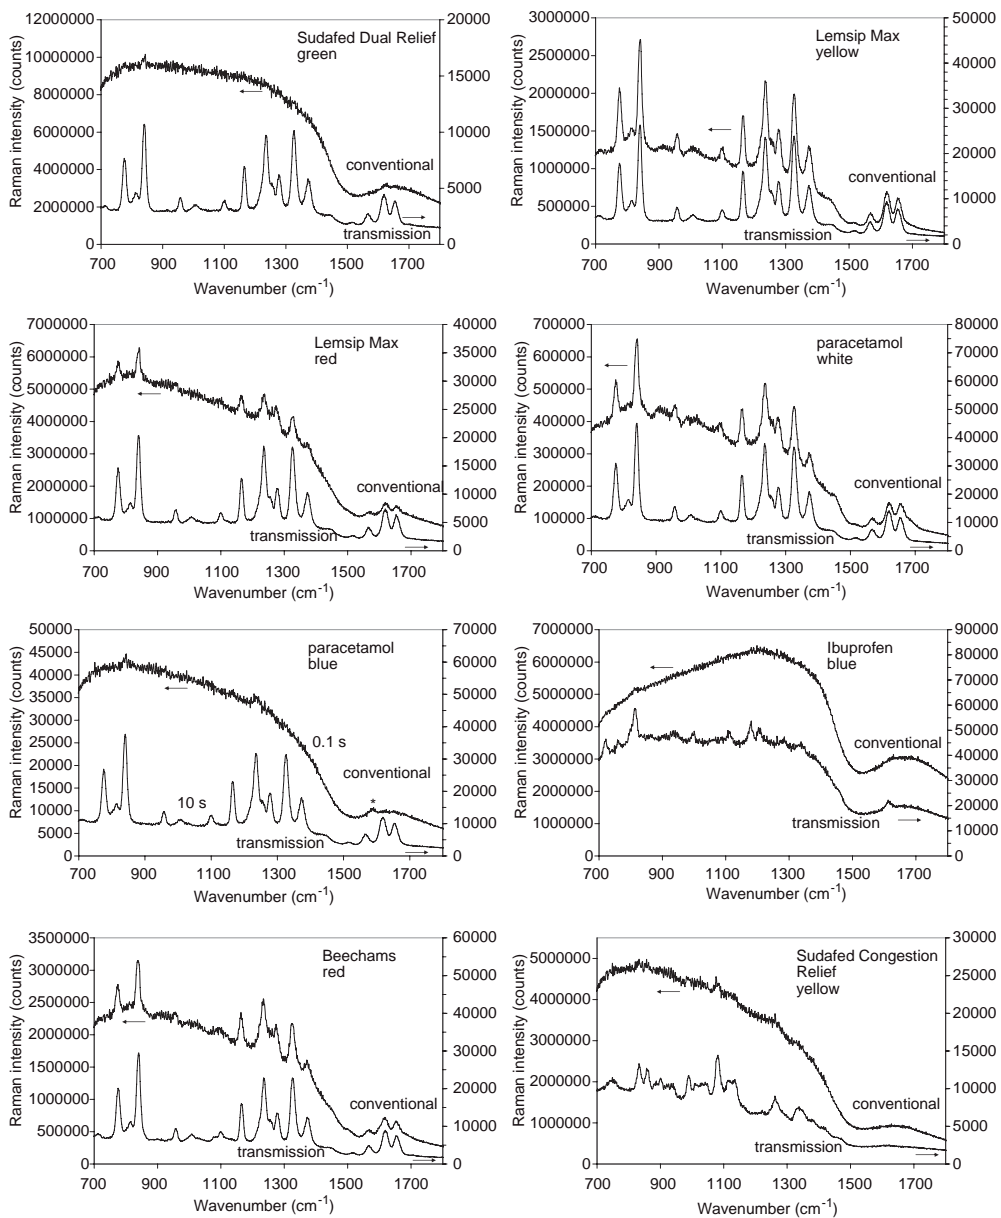 12000000
10000000
8000000
6000000
4000000
2000000
0
Raman intensity (counts)
Sudafed Dual Relief
green
conventional
transmission
20000
15000
10000
5000
0
700 900 1100 1300 1500 1700
Wavenumber (cm-1)
3000000
2500000
2000000
1500000
1000000
500000
0
Raman intensity (counts)
Lemsip Max
yellow
conventional
transmission
50000
40000
30000
20000
10000
0
700 900 1100 1300 1500 1700
Wavenumber (cm-1)
7000000
6000000
5000000
4000000
3000000
2000000
1000000
0
Raman intensity (counts)
Lemsip Max
red
conventional
transmission
40000
35000
30000
25000
20000
15000
10000
5000
0
700 900 1100 1300 1500 1700
Wavenumber (cm-1)
700000
600000
500000
400000
300000
200000
100000
0
Raman intensity (counts)
paracetamol
white
conventional
transmission
80000
70000
60000
50000
40000
30000
20000
10000
0
700 900 1100 1300 1500 1700
Wavenumber (cm-1)
50000
45000
40000
35000
30000
25000
20000
15000
10000
5000
0
Raman intensity (counts)
paracetamol
blue
0.1 s
conventional
10 s
*
transmission
70000
60000
50000
40000
30000
20000
10000
0
700 900 1100 1300 1500 1700
Wavenumber (cm-1)
7000000
6000000
5000000
4000000
3000000
2000000
1000000
0
Raman intensity (counts)
Ibuprofen
blue
conventional
transmission
90000
80000
70000
60000
50000
40000
30000
20000
10000
0
700 900 1100 1300 1500 1700
Wavenumber (cm-1)
3500000
3000000
2500000
2000000
1500000
1000000
500000
0
Raman intensity (counts)
Beechams
red
conventional
transmission
60000
50000
40000
30000
20000
10000
0
700 900 1100 1300 1500 1700
Wavenumber (cm-1)
5000000
4000000
3000000
2000000
1000000
0
Raman intensity (counts)
Sudafed Congestion
Relief
yellow
conventional
transmission
30000
25000
20000
15000
10000
5000
0
700 900 1100 1300 1500 1700
Wavenumber (cm-1)